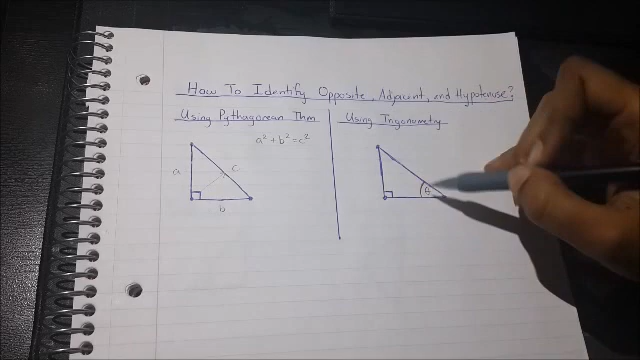 How To Identify Opposite, Adjacent, and Hypotenuse?
Using Pythagorean Thm
a² + b² = c²
a
c
b
Using Trigonometry
θ